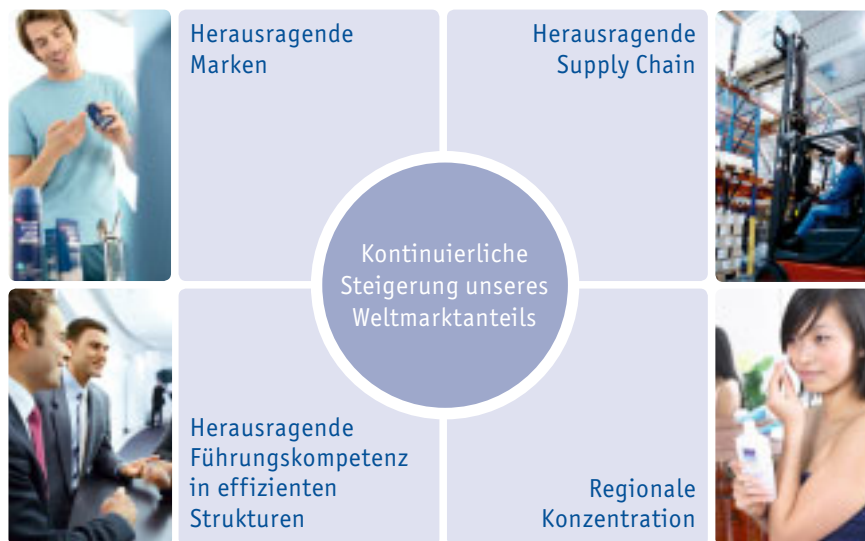 Herausragende
Marken
Herausragende
Supply Chain
Kontinuierliche
Steigerung unseres
Weltmarktanteils
Herausragende
Führungskompetenz
in effizienten
Strukturen
Regionale
Konzentration